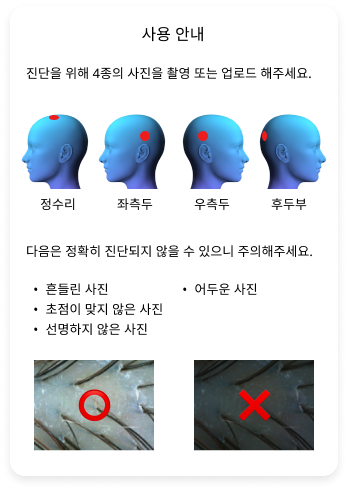 사용 안내
진단을 위해 4종의 사진을 촬영 또는 업로드 해주세요.
정수리 좌측두 우측두 후두부
다음은 정확히 진단되지 않을 수 있으니 주의해주세요.
• 흔들린 사진 • 어두운 사진
• 초점이 맞지 않은 사진
• 선명하지 않은 사진